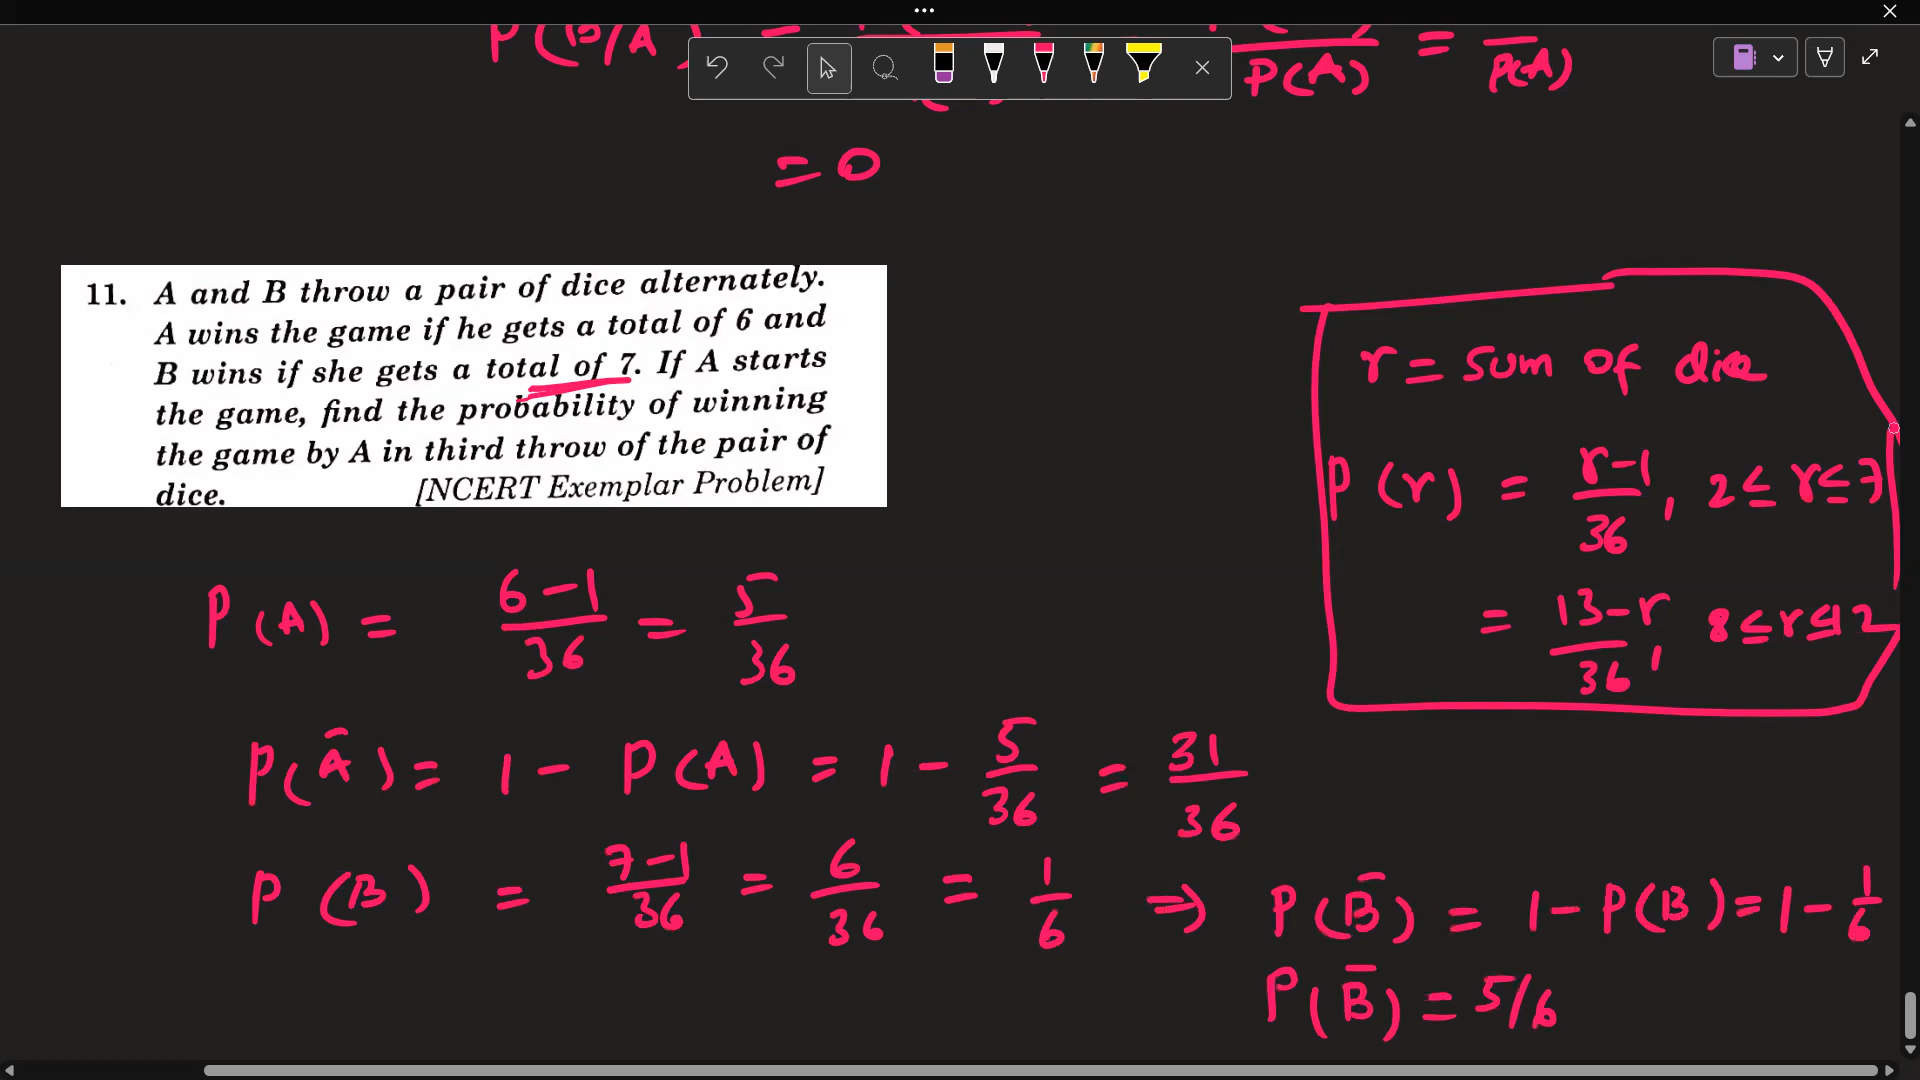 P(B/A) = = P(A) = P(A)
= 0
11. A and B throw a pair of dice alternately.
A wins the game if he gets a total of 6 and
B wins if she gets a total of 7. If A starts
the game, find the probability of winning
the game by A in third throw of the pair of
dice. [NCERT Exemplar Problem]
r = sum of dice
P(r) = r-1/36, 2≤r≤7
= 13-r/36, 8≤r≤12
P(A) = 6-1/36 = 5/36
P(Ā) = 1 - P(A) = 1 - 5/36 = 31/36
P(B) = 7-1/36 = 6/36 = 1/6 ⇒ P(B̄) = 1 - P(B) = 1 - 1/6
P(B̄) = 5/6